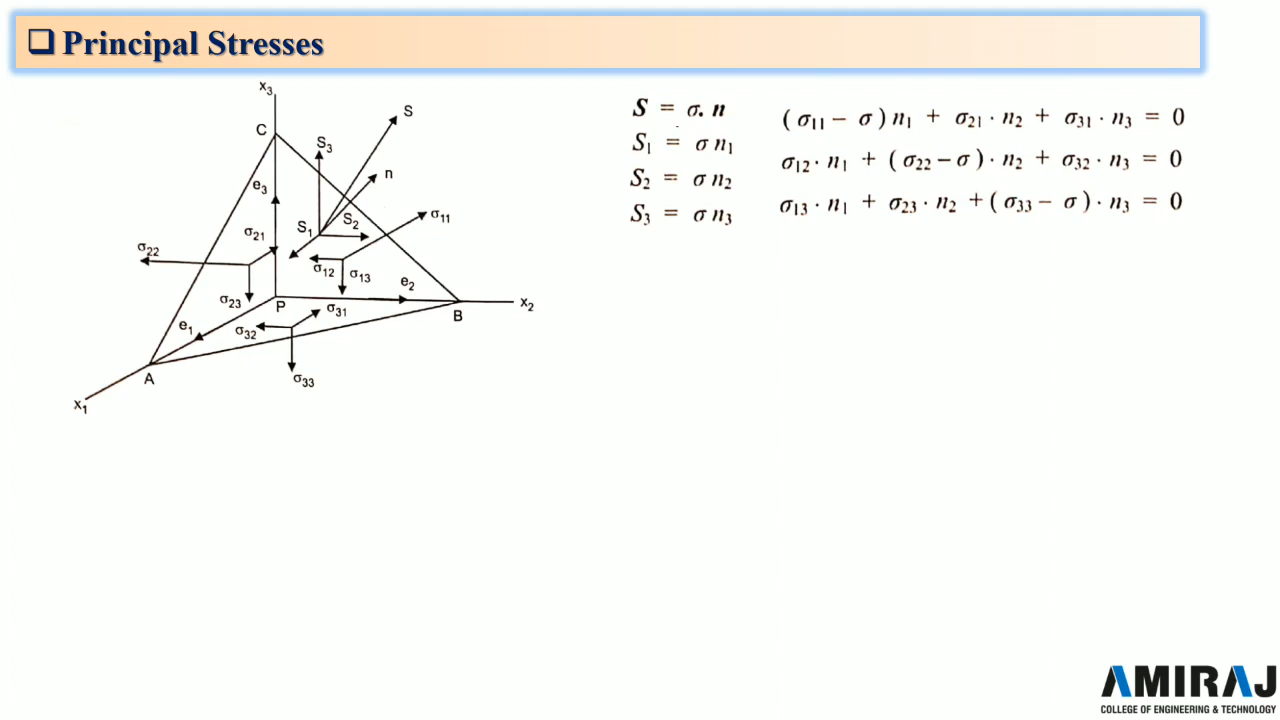 ❑ Principal Stresses
x3
C
S
S3
n
e3
S2
S1
σ11
σ21
σ22
σ12
σ13
e2
σ23
P
x2
σ31
B
e1
σ32
A
σ33
x1
S = σ. n
S1 = σ n1
S2 = σ n2
S3 = σ n3
( σ11 − σ ) n1 + σ21 · n2 + σ31 · n3 = 0
σ12 · n1 + ( σ22 − σ ) · n2 + σ32 · n3 = 0
σ13 · n1 + σ23 · n2 + ( σ33 − σ ) · n3 = 0
AMIRAJ
COLLEGE OF ENGINEERING & TECHNOLOGY